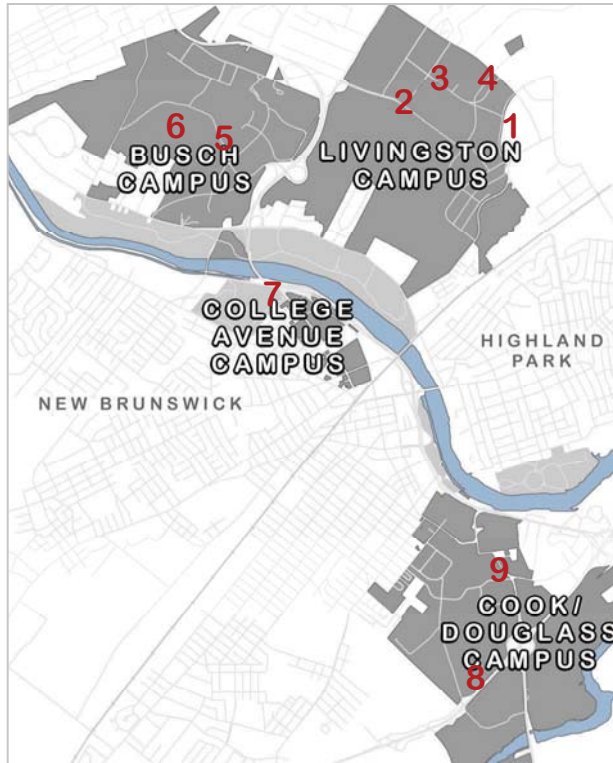 3
4
2
1
6
5
BUSCH
CAMPUS
LIVINGSTON
CAMPUS
7
COLLEGE
AVENUE
CAMPUS
HIGHLAND
PARK
NEW BRUNSWICK
9
COOK/
DOUGLASS
CAMPUS
8